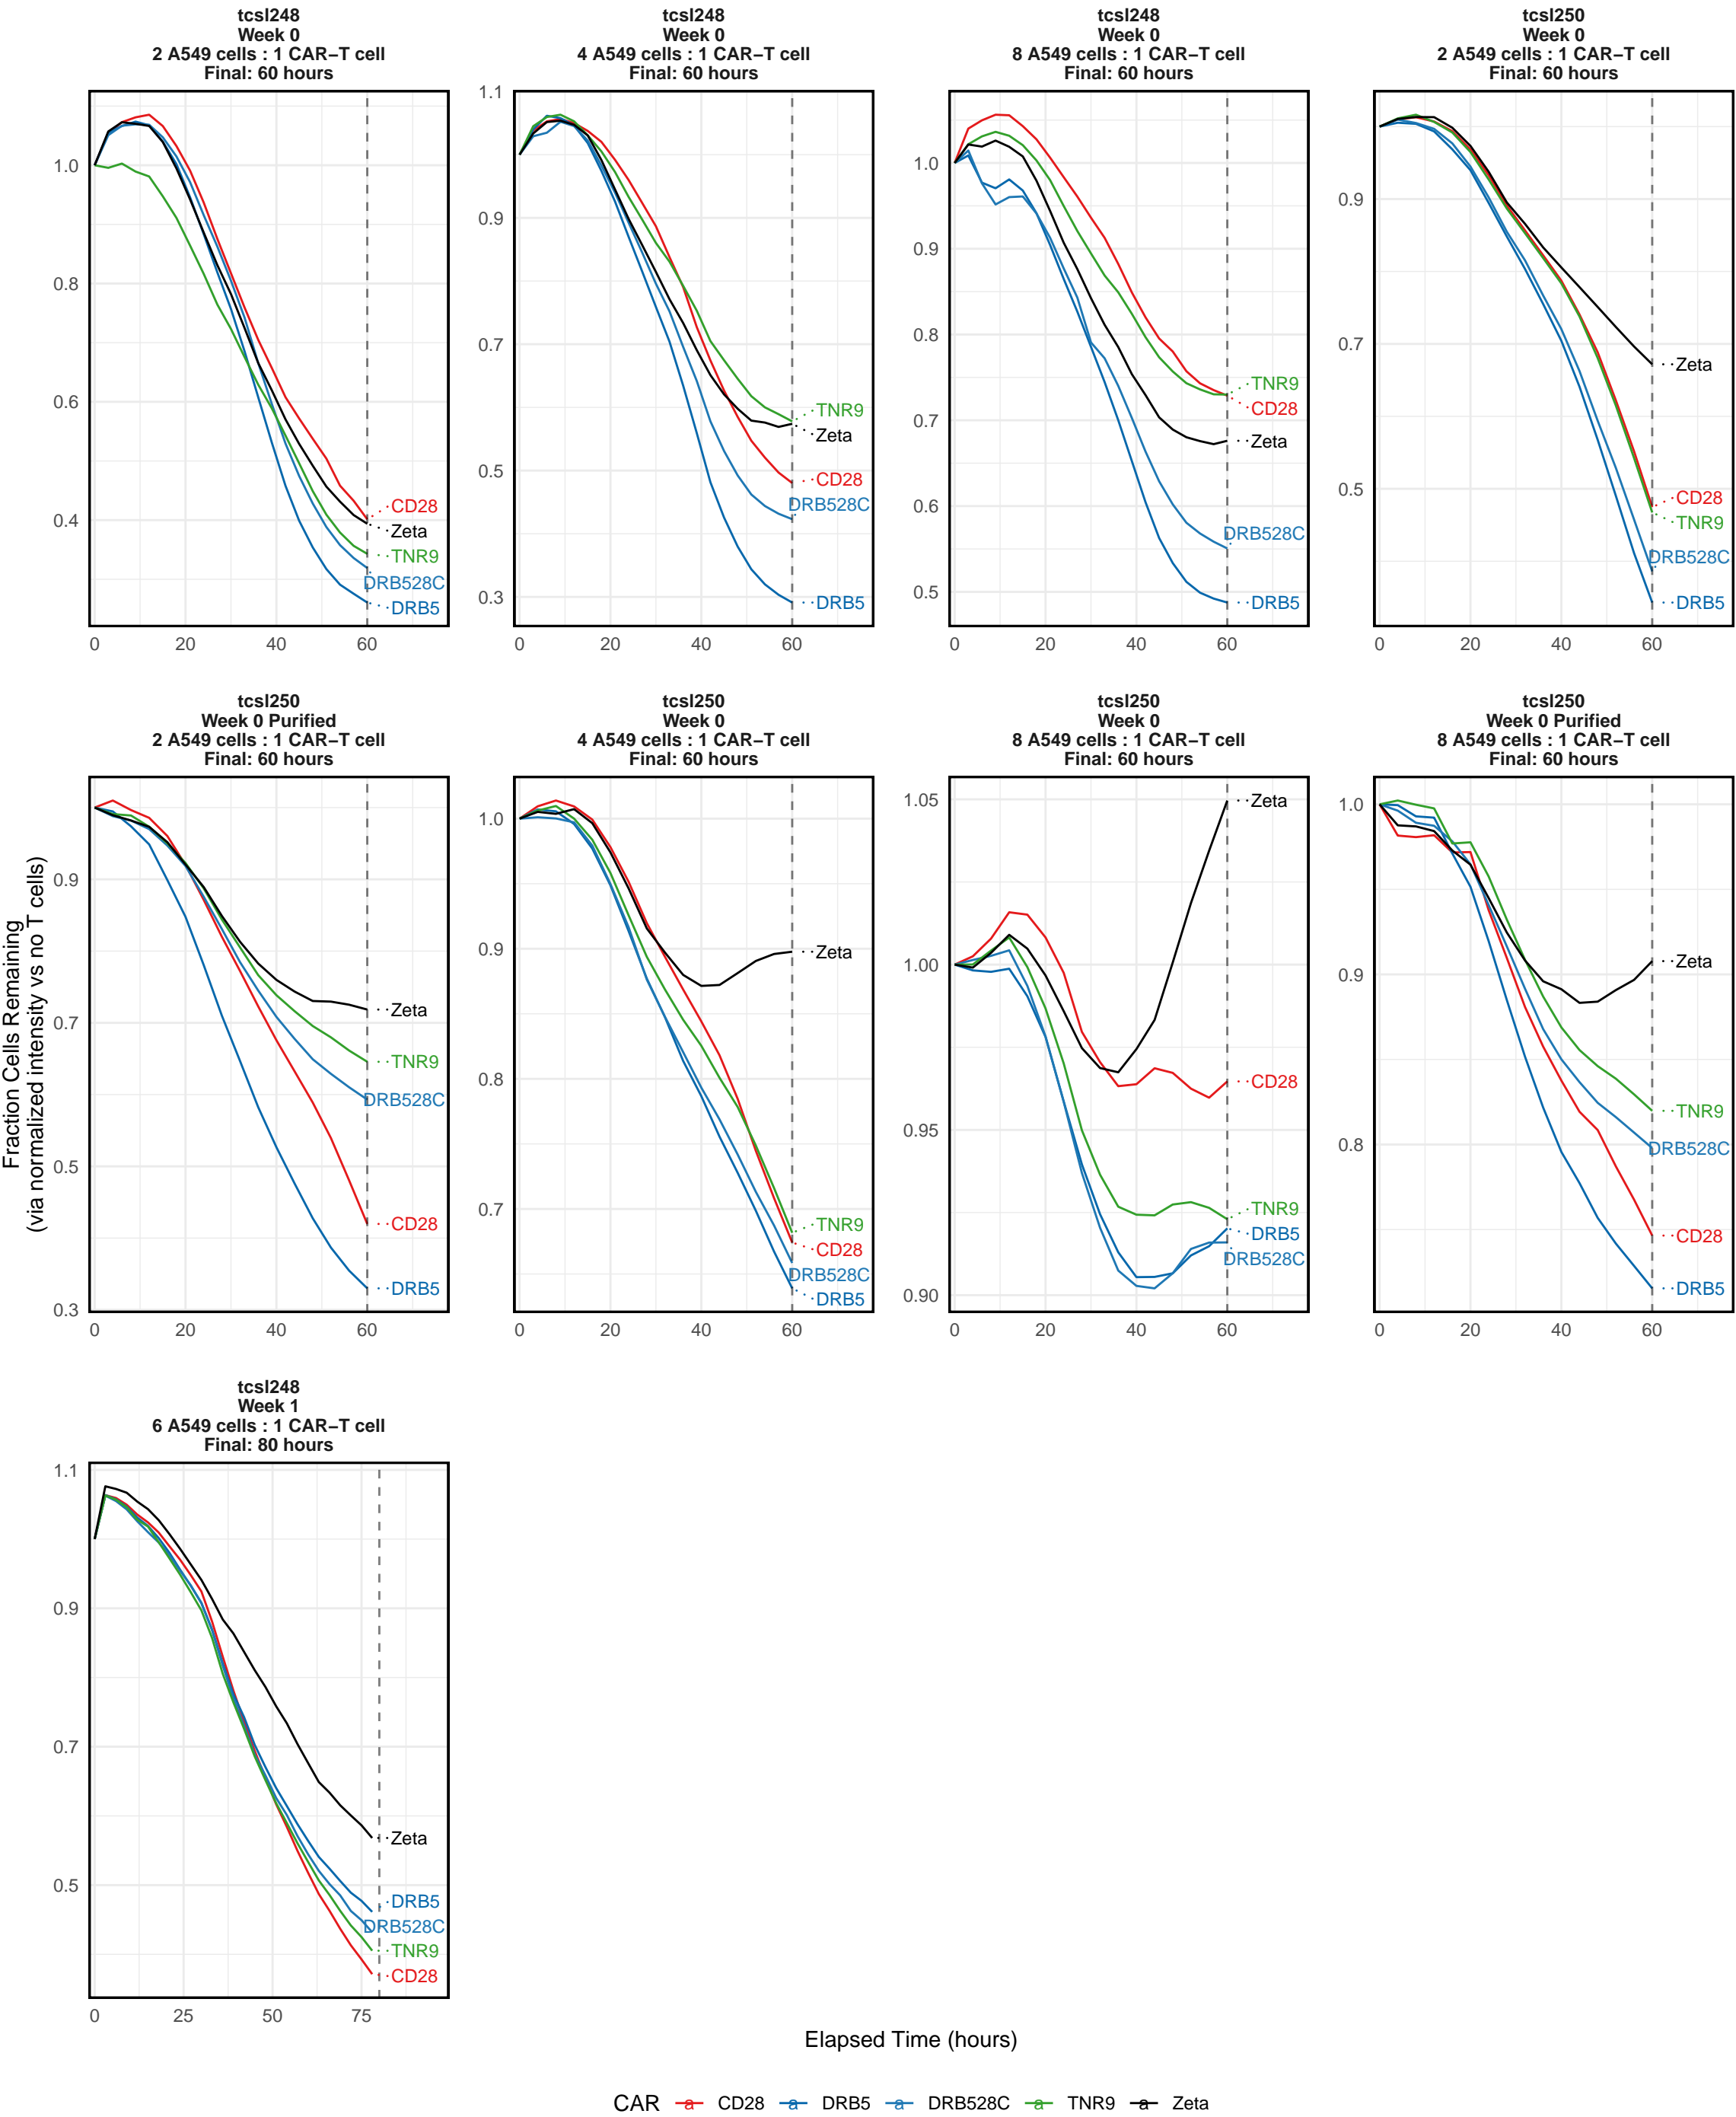 tcsl248
Week 0
2 A549 cells : 1 CAR−T cell
Final: 60 hours
1.0
0.8
0.6
0.4
0
20
40
60
CD28
Zeta
TNR9
DRB528C
DRB5
tcsl248
Week 0
4 A549 cells : 1 CAR−T cell
Final: 60 hours
1.1
0.9
0.7
0.5
0.3
0
20
40
60
TNR9
Zeta
CD28
DRB528C
DRB5
tcsl248
Week 0
8 A549 cells : 1 CAR−T cell
Final: 60 hours
1.0
0.9
0.8
0.7
0.6
0.5
0
20
40
60
TNR9
CD28
Zeta
DRB528C
DRB5
tcsl250
Week 0
2 A549 cells : 1 CAR−T cell
Final: 60 hours
0.9
0.7
0.5
0
20
40
60
Zeta
CD28
TNR9
DRB528C
DRB5
Fraction Cells Remaining
(via normalized intensity vs no T cells)
tcsl250
Week 0 Purified
2 A549 cells : 1 CAR−T cell
Final: 60 hours
0.9
0.7
0.5
0.3
0
20
40
60
Zeta
TNR9
DRB528C
CD28
DRB5
tcsl250
Week 0
4 A549 cells : 1 CAR−T cell
Final: 60 hours
1.0
0.9
0.8
0.7
0
20
40
60
Zeta
TNR9
CD28
DRB528C
DRB5
tcsl250
Week 0
8 A549 cells : 1 CAR−T cell
Final: 60 hours
1.05
1.00
0.95
0.90
0
20
40
60
Zeta
CD28
TNR9
DRB5
DRB528C
tcsl250
Week 0 Purified
8 A549 cells : 1 CAR−T cell
Final: 60 hours
1.0
0.9
0.8
0
20
40
60
Zeta
TNR9
DRB528C
CD28
DRB5
tcsl248
Week 1
6 A549 cells : 1 CAR−T cell
Final: 80 hours
1.1
0.9
0.7
0.5
0
25
50
75
Zeta
DRB5
DRB528C
TNR9
CD28
Elapsed Time (hours)
CAR a CD28 a DRB5 a DRB528C a TNR9 a Zeta